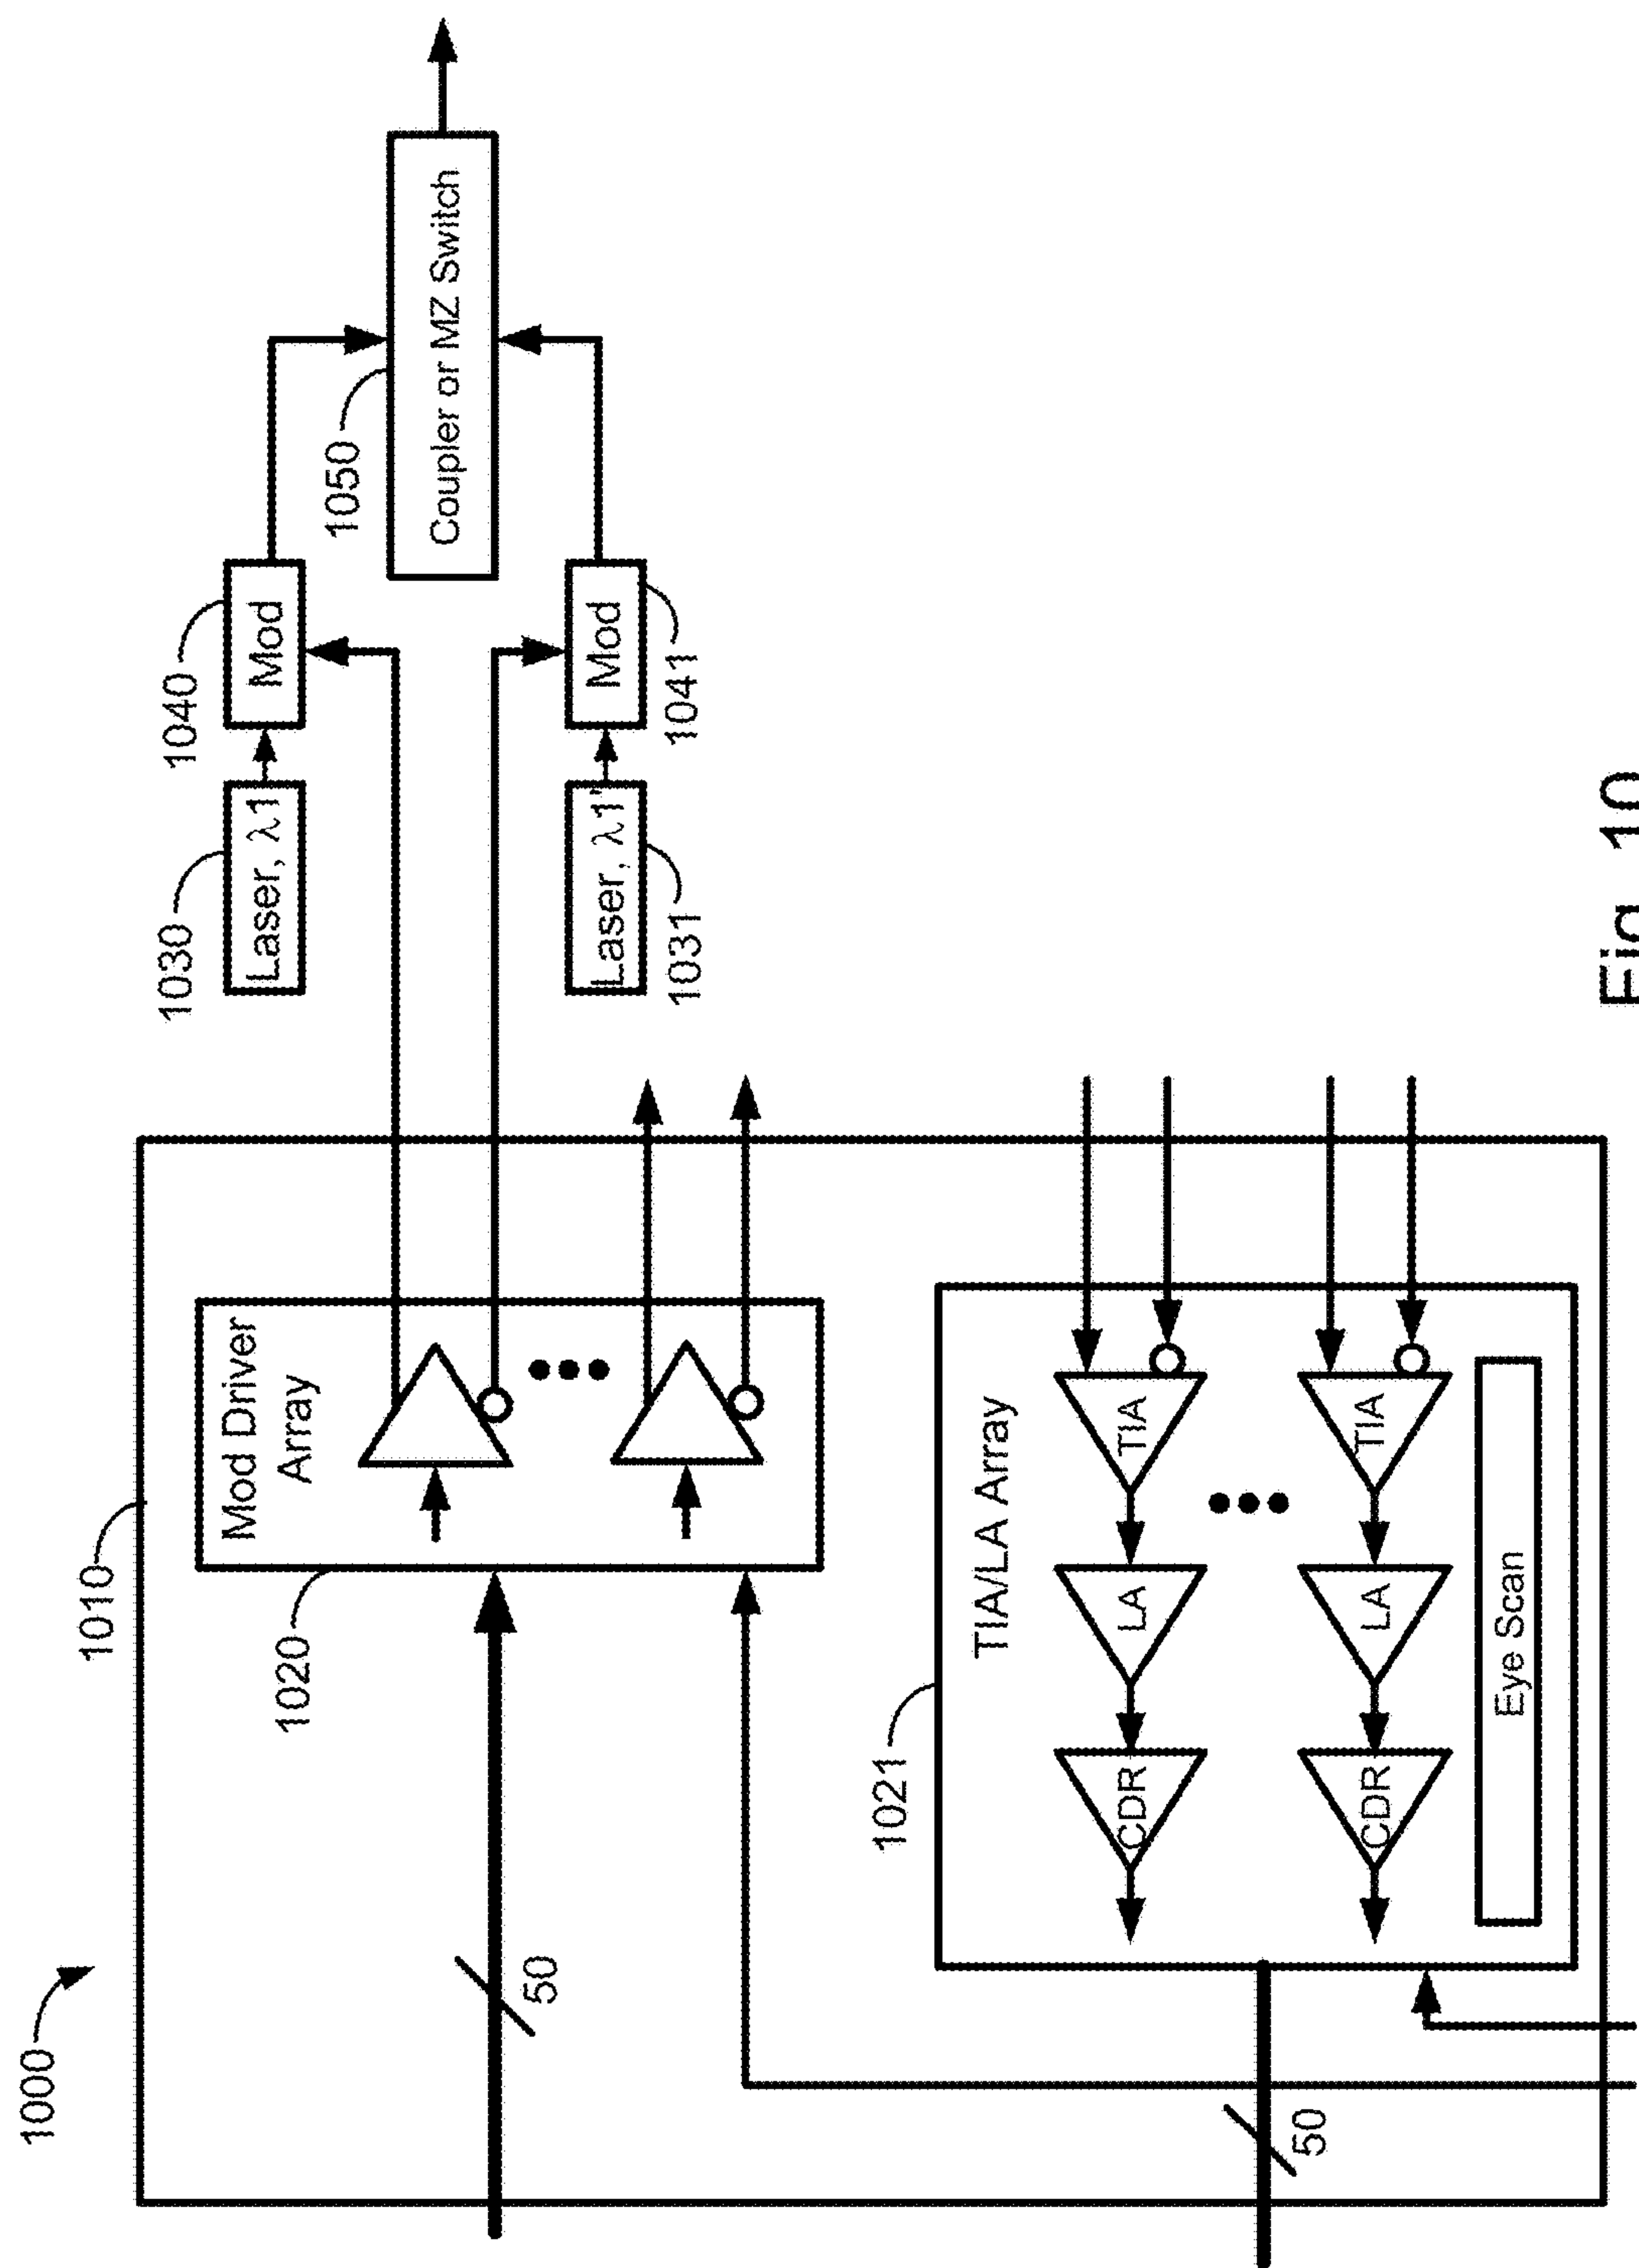 1000
1010
1020
Mod Driver
Array
50
1030
Laser, λ1
1040
Mod
1050
Coupler or MZ Switch
Laser, λ1'
1031
Mod
1041
1021
TIA/LA Array
CDR
LA
TIA
CDR
LA
TIA
Eye Scan
50
Fig. 10